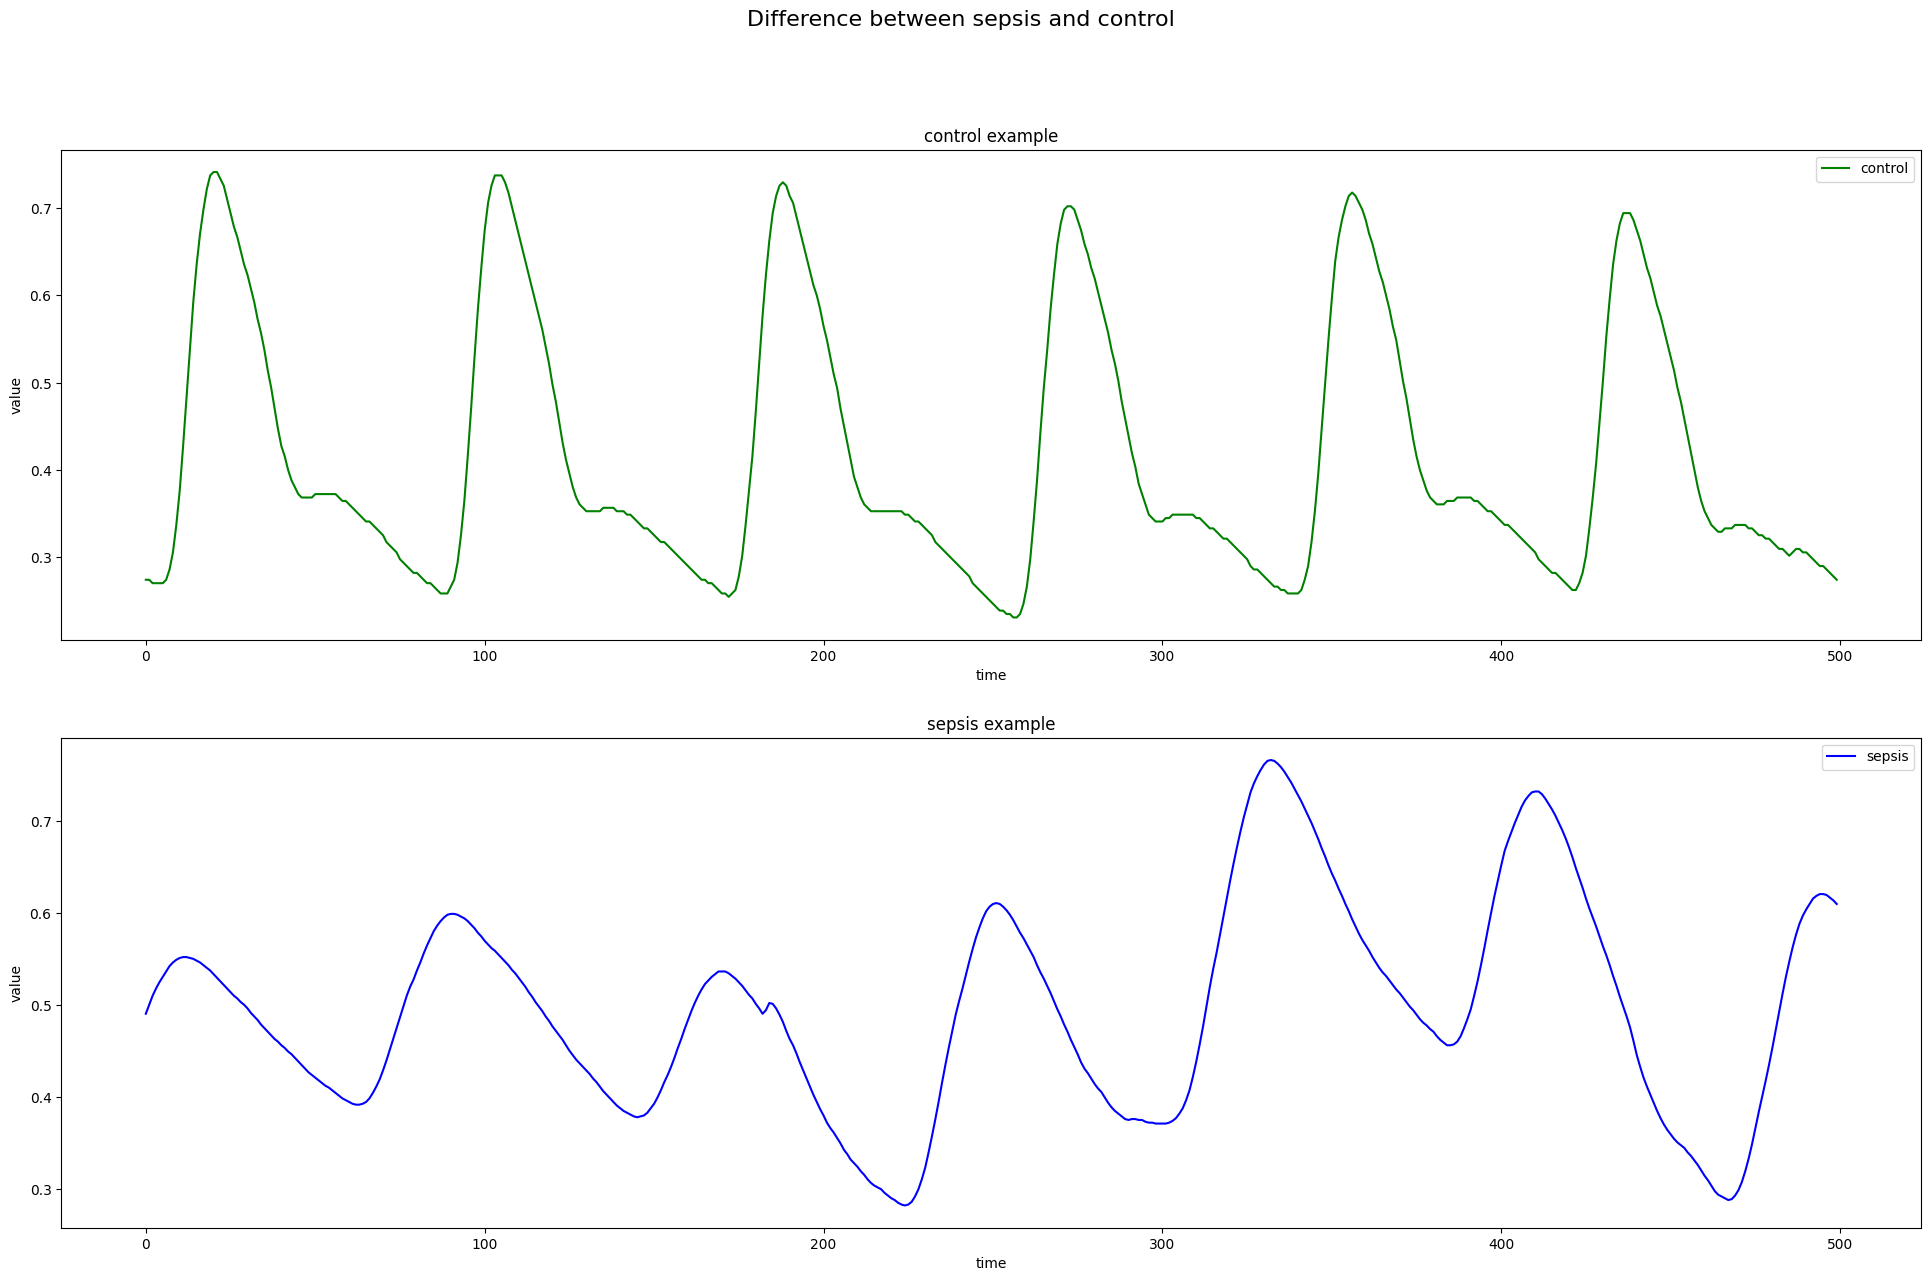 Difference between sepsis and control
control example
control
value
0.7
0.6
0.5
0.4
0.3
0 100 200 300 400 500
time
sepsis example
sepsis
value
0.7
0.6
0.5
0.4
0.3
0 100 200 300 400 500
time